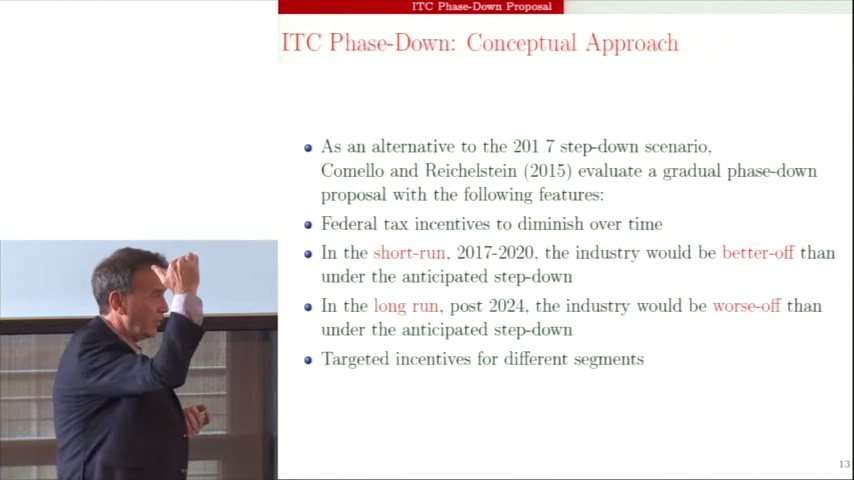 ITC Phase-Down Proposal
ITC Phase-Down: Conceptual Approach
As an alternative to the 201 7 step-down scenario,
Comello and Reichelstein (2015) evaluate a gradual phase-down
proposal with the following features:
Federal tax incentives to diminish over time
In the short-run, 2017-2020, the industry would be better-off than
under the anticipated step-down
In the long run, post 2024, the industry would be worse-off than
under the anticipated step-down
Targeted incentives for different segments
13